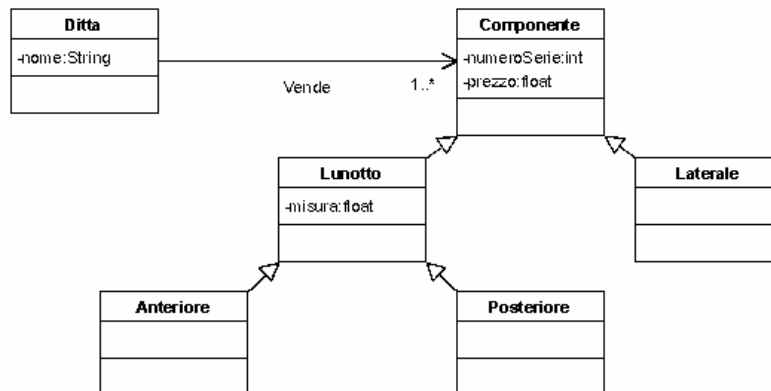 Ditta
-nome:String
Componente
-numeroSerie:int
-prezzo:float
Vende
1..*
Lunotto
-misura:float
Laterale
Anteriore
Posteriore